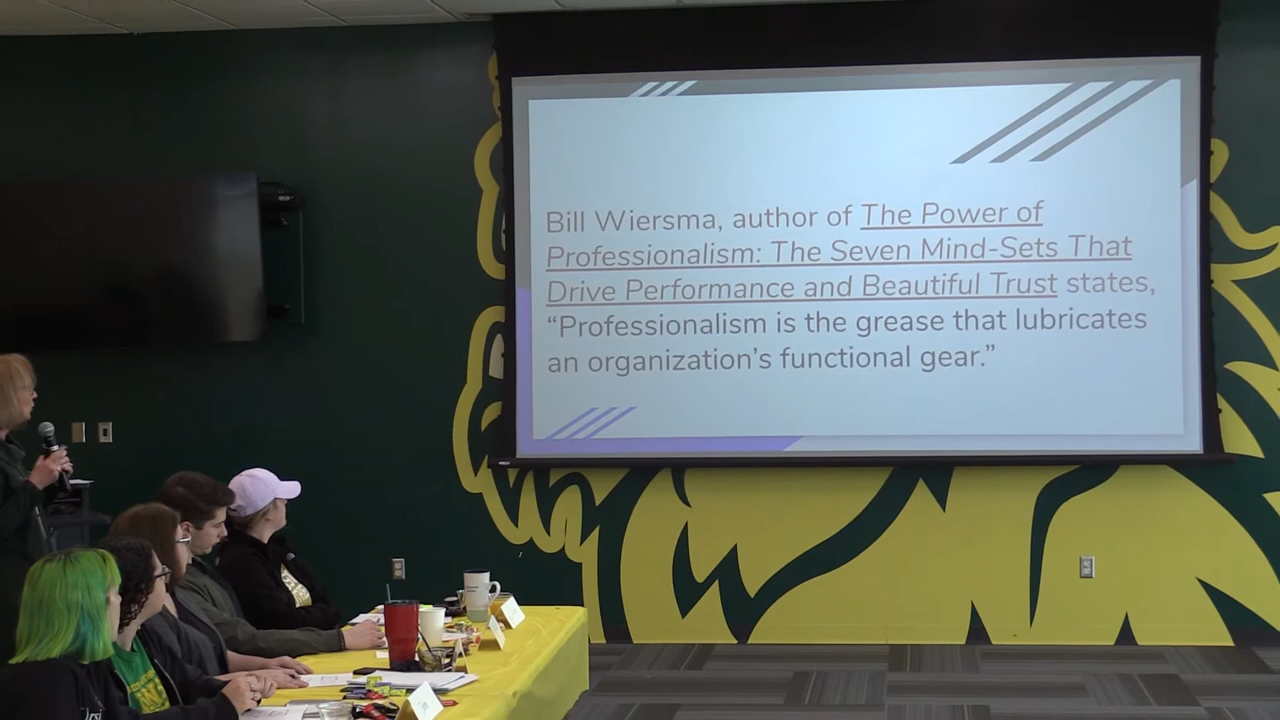 Bill Wiersma, author of The Power of
Professionalism: The Seven Mind-Sets That
Drive Performance and Beautiful Trust states,
“Professionalism is the grease that lubricates
an organization’s functional gear.”